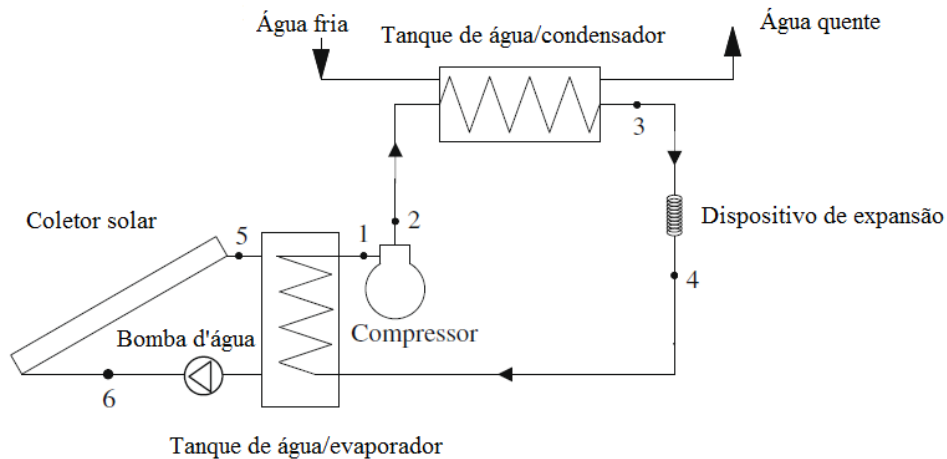 Água fria
Tanque de água/condensador
Água quente
3
2
Dispositivo de expansão
Coletor solar
5
1
4
Compressor
Bomba d'água
6
Tanque de água/evaporador